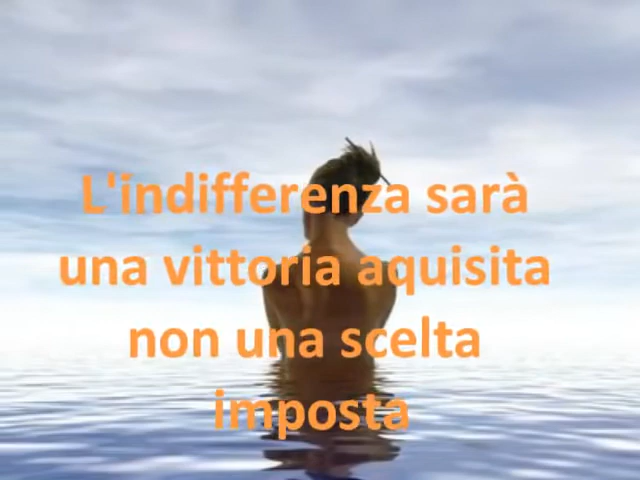 L'indifferenza sarà
una vittoria aquisita
non una scelta
imposta